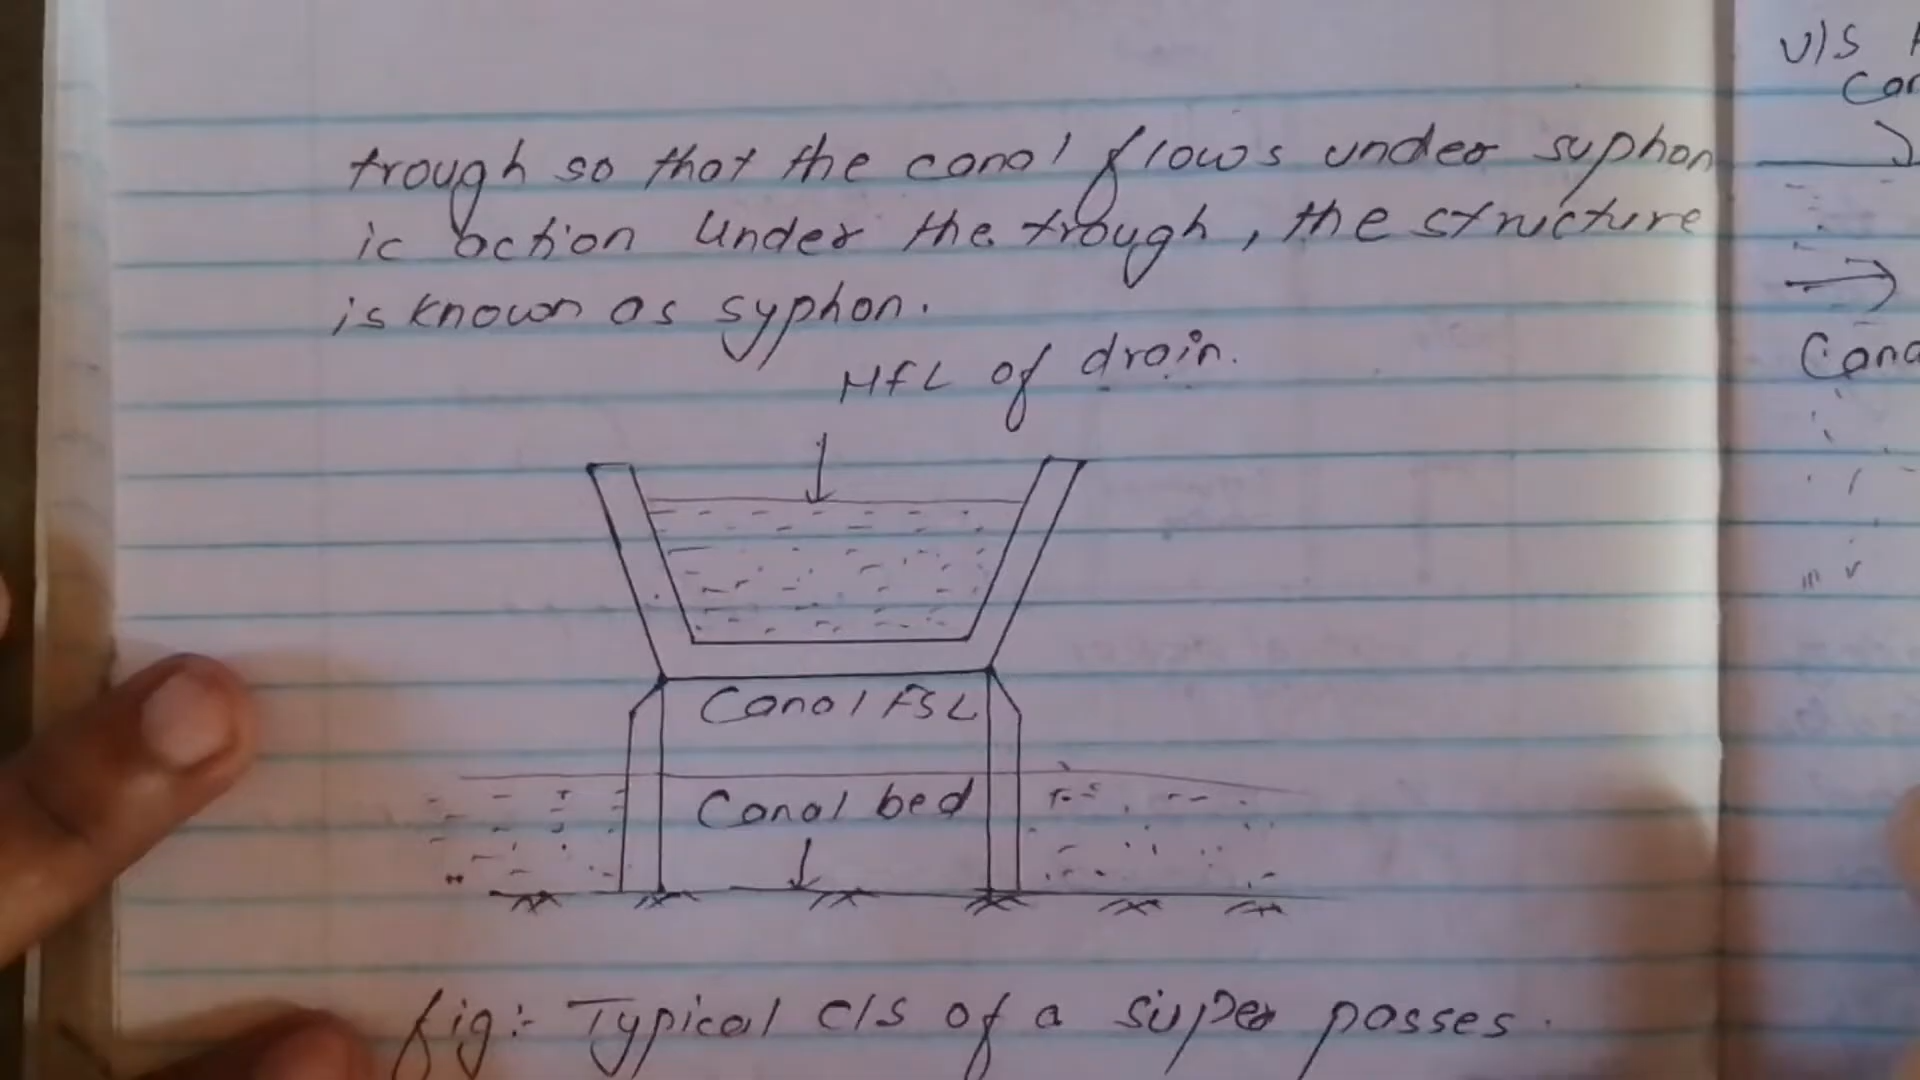 trough so that the canal flows under syphon
ic action under the trough, the structure
is known as syphon.
HFL of drain.
Canal FSL
Canal bed
fig:- Typical c/s of a super passes.
U/S